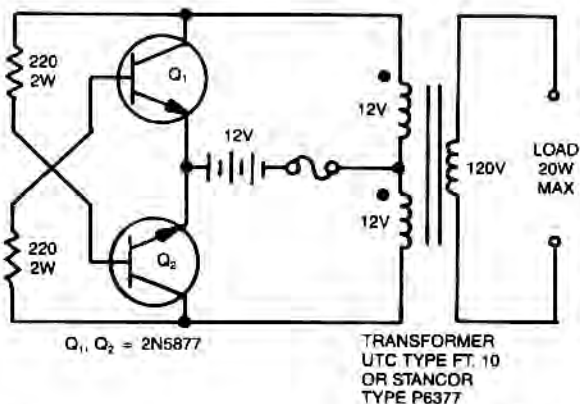 220
2W
Q1
12V
12V
12V
120V
LOAD
20W
MAX
220
2W
Q2
Q1, Q2 = 2N5877
TRANSFORMER
UTC TYPE FT. 10
OR STANCOR
TYPE P6377